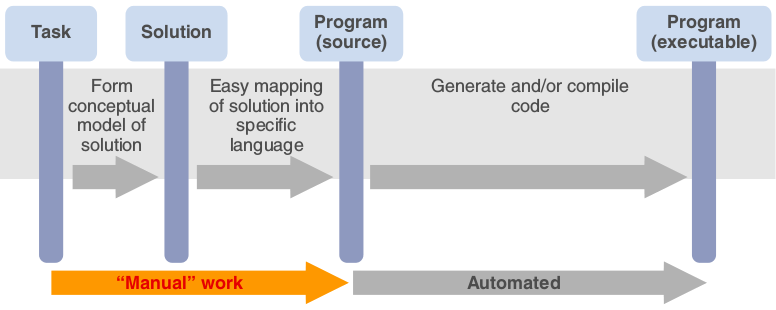 Task
Solution
Program
(source)
Program
(executable)
Form
conceptual
model of
solution
Easy mapping
of solution into
specific
language
Generate and/or compile
code
“Manual” work
Automated